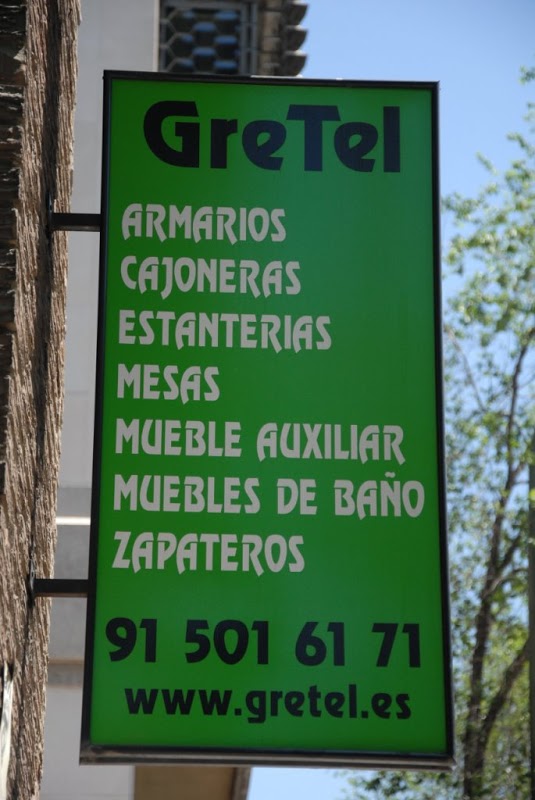 GreTel
ARMARIOS
CAJONERAS
ESTANTERIAS
MESAS
MUEBLE AUXILIAR
MUEBLES DE BAÑO
ZAPATEROS
91 501 61 71
www.gretel.es